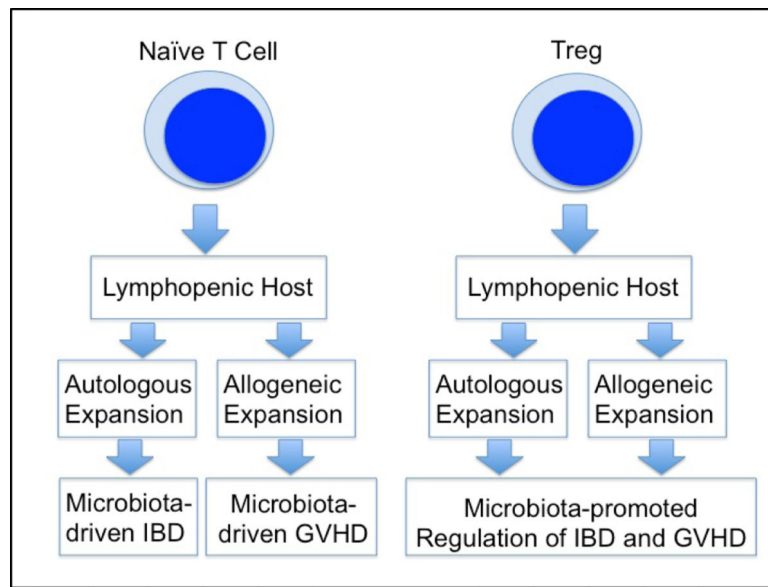 Naïve T Cell
Treg
Lymphopenic Host
Lymphopenic Host
Autologous
Expansion
Allogeneic
Expansion
Autologous
Expansion
Allogeneic
Expansion
Microbiota-
driven IBD
Microbiota-
driven GVHD
Microbiota-promoted
Regulation of IBD and GVHD